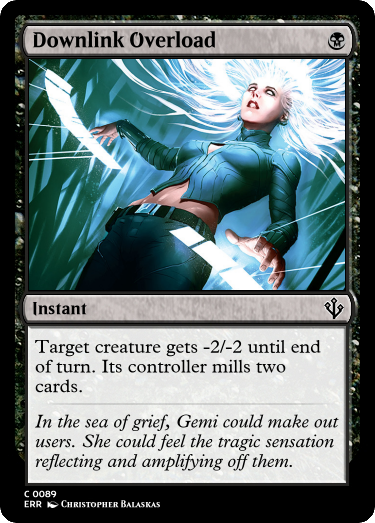 Downlink Overload
Instant
Target creature gets -2/-2 until end
of turn. Its controller mills two
cards.
In the sea of grief, Gemi could make out
users. She could feel the tragic sensation
reflecting and amplifying off them.
C 0089
ERR Christopher Balaskas